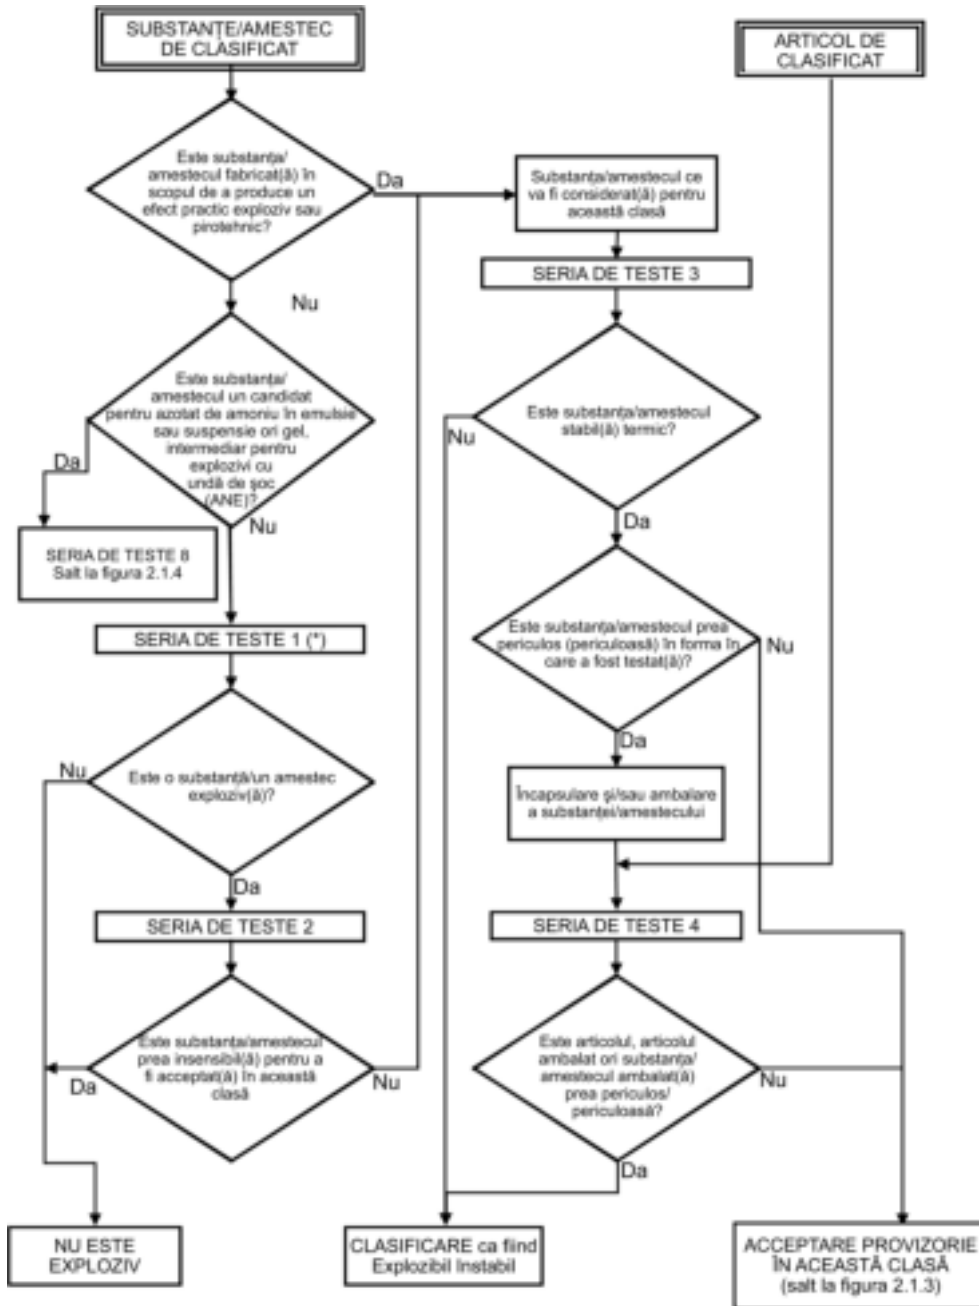 SUBSTANȚE/AMESTEC
DE CLASIFICAT
ARTICOL DE
CLASIFICAT
Este substanța/
amestecul fabricat(ă) în
scopul de a produce un
efect practic exploziv sau
pirotehnic?
Da
Substanța/amestecul ce
va fi considerat(ă) pentru
această clasă
SERIA DE TESTE 3
Nu
Este substanța/
amestecul un candidat
pentru azotat de amoniu în emulsie
sau suspensie ori gel,
intermediar pentru
explozivi cu
undă de șoc
(ANE)?
Da
Nu
Este substanța/amestecul
stabil(ă) termic?
Nu
Da
SERIA DE TESTE 8
Salt la figura 2.1.4
SERIA DE TESTE 1 (*)
Este substanța/amestecul prea
periculos (periculoasă) în forma în
care a fost testat(ă)?
Nu
Da
Este o substanță/un amestec
exploziv(ă)?
Nu
Da
Încapsulare și/sau ambalare
a substanței/amestecului
SERIA DE TESTE 2
SERIA DE TESTE 4
Este substanța/amestecul
prea insensibil(ă) pentru a
fi acceptat(ă) în această
clasă
Da
Nu
Este articolul, articolul
ambalat ori substanța/
amestecul ambalat(ă)
prea periculos/
periculoasă?
Nu
Da
NU ESTE
EXPLOZIV
CLASIFICARE ca fiind
Explozibil Instabil
ACCEPTARE PROVIZORIE
ÎN ACEASTĂ CLASĂ
(salt la figura 2.1.3)